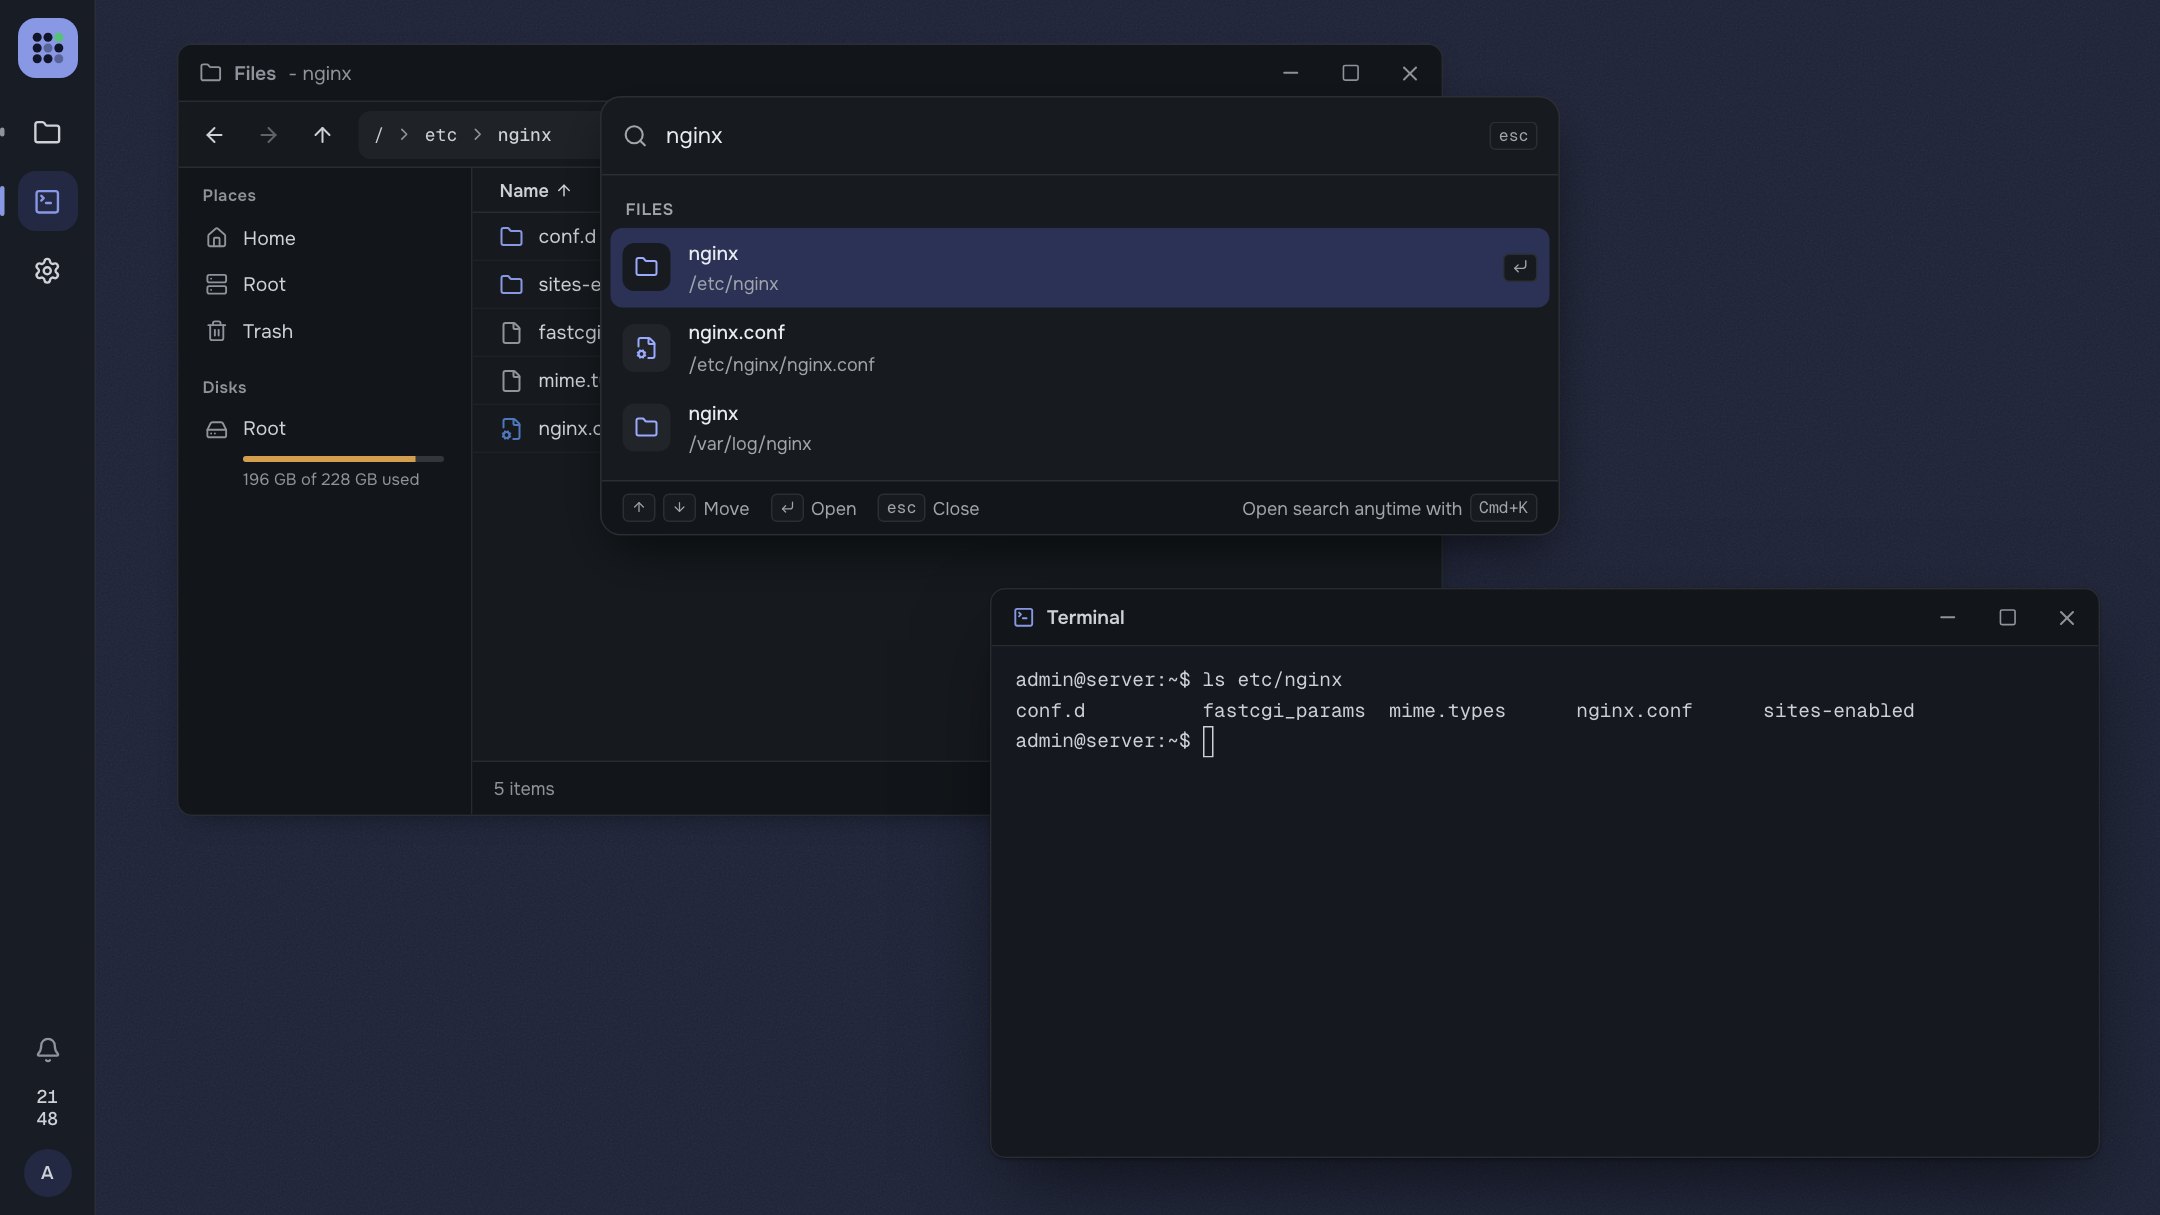 Files - nginx
/ > etc > nginx
Places
Home
Root
Trash
Disks
Root
196 GB of 228 GB used
Name
conf.d
sites-e
fastcgi
mime.t
nginx.c
5 items
nginx
esc
FILES
nginx
/etc/nginx
nginx.conf
/etc/nginx/nginx.conf
nginx
/var/log/nginx
Move Open esc Close Open search anytime with Cmd+K
Terminal
admin@server:~$ ls etc/nginx
conf.d fastcgi_params mime.types nginx.conf sites-enabled
admin@server:~$
21
48
A